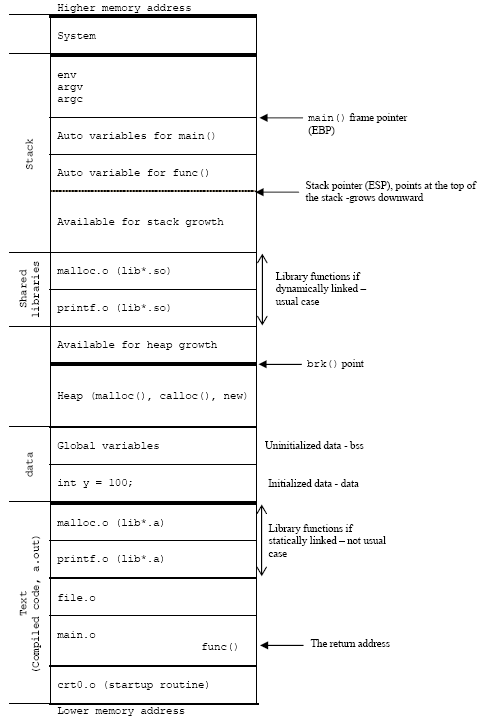 Higher memory address
System
Stack
env
argv
argc
main() frame pointer
(EBP)
Auto variables for main()
Auto variable for func()
Stack pointer (ESP), points at the top of
the stack -grows downward
Available for stack growth
Shared
libraries
malloc.o (lib*.so)
printf.o (lib*.so)
Library functions if
dynamically linked –
usual case
Available for heap growth
brk() point
Heap (malloc(), calloc(), new)
data
Global variables
Uninitialized data - bss
int y = 100;
Initialized data - data
Text
(Compiled code, a.out)
malloc.o (lib*.a)
printf.o (lib*.a)
Library functions if
statically linked – not usual
case
file.o
main.o
func()
The return address
crt0.o (startup routine)
Lower memory address